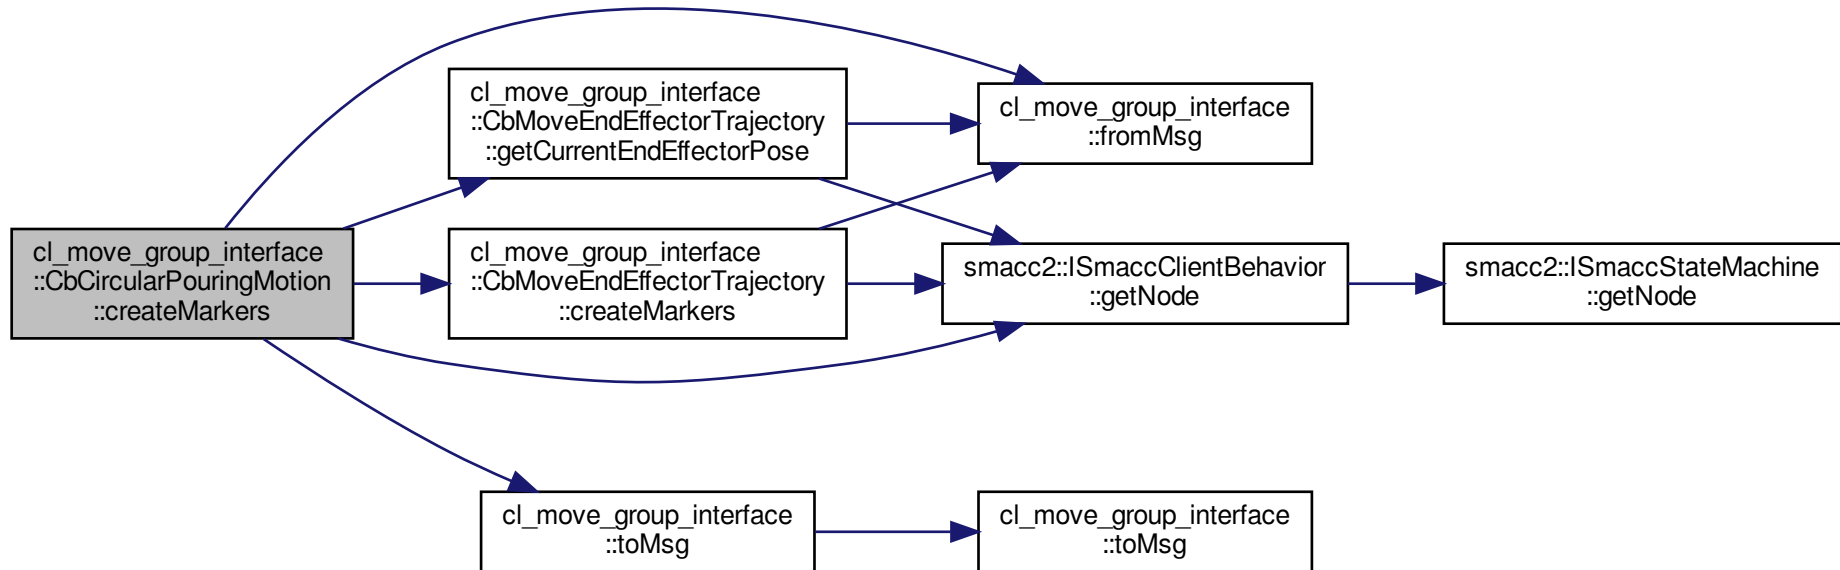 cl_move_group_interface
::CbCircularPouringMotion
::createMarkers
cl_move_group_interface
::CbMoveEndEffectorTrajectory
::getCurrentEndEffectorPose
cl_move_group_interface
::fromMsg
cl_move_group_interface
::CbMoveEndEffectorTrajectory
::createMarkers
smacc2::ISmaccClientBehavior
::getNode
smacc2::ISmaccStateMachine
::getNode
cl_move_group_interface
::toMsg
cl_move_group_interface
::toMsg